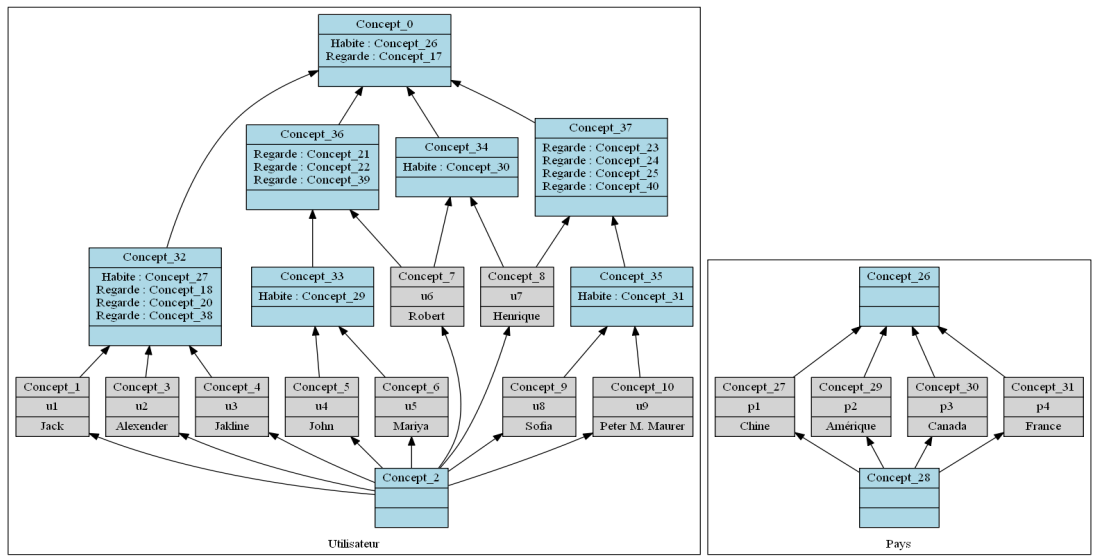 Concept_0
Habite : Concept_26
Regarde : Concept_17
Concept_36
Regarde : Concept_21
Regarde : Concept_22
Regarde : Concept_39
Concept_34
Habite : Concept_30
Concept_37
Regarde : Concept_23
Regarde : Concept_24
Regarde : Concept_25
Regarde : Concept_40
Concept_32
Habite : Concept_27
Regarde : Concept_18
Regarde : Concept_20
Regarde : Concept_38
Concept_33
Habite : Concept_29
Concept_7
u6
Robert
Concept_8
u7
Henrique
Concept_35
Habite : Concept_31
Concept_1
u1
Jack
Concept_3
u2
Alexender
Concept_4
u3
Jakline
Concept_5
u4
John
Concept_6
u5
Mariya
Concept_9
u8
Sofia
Concept_10
u9
Peter M. Maurer
Concept_2
Utilisateur
Concept_26
Concept_27
p1
Chine
Concept_29
p2
Amérique
Concept_30
p3
Canada
Concept_31
p4
France
Concept_28
Pays